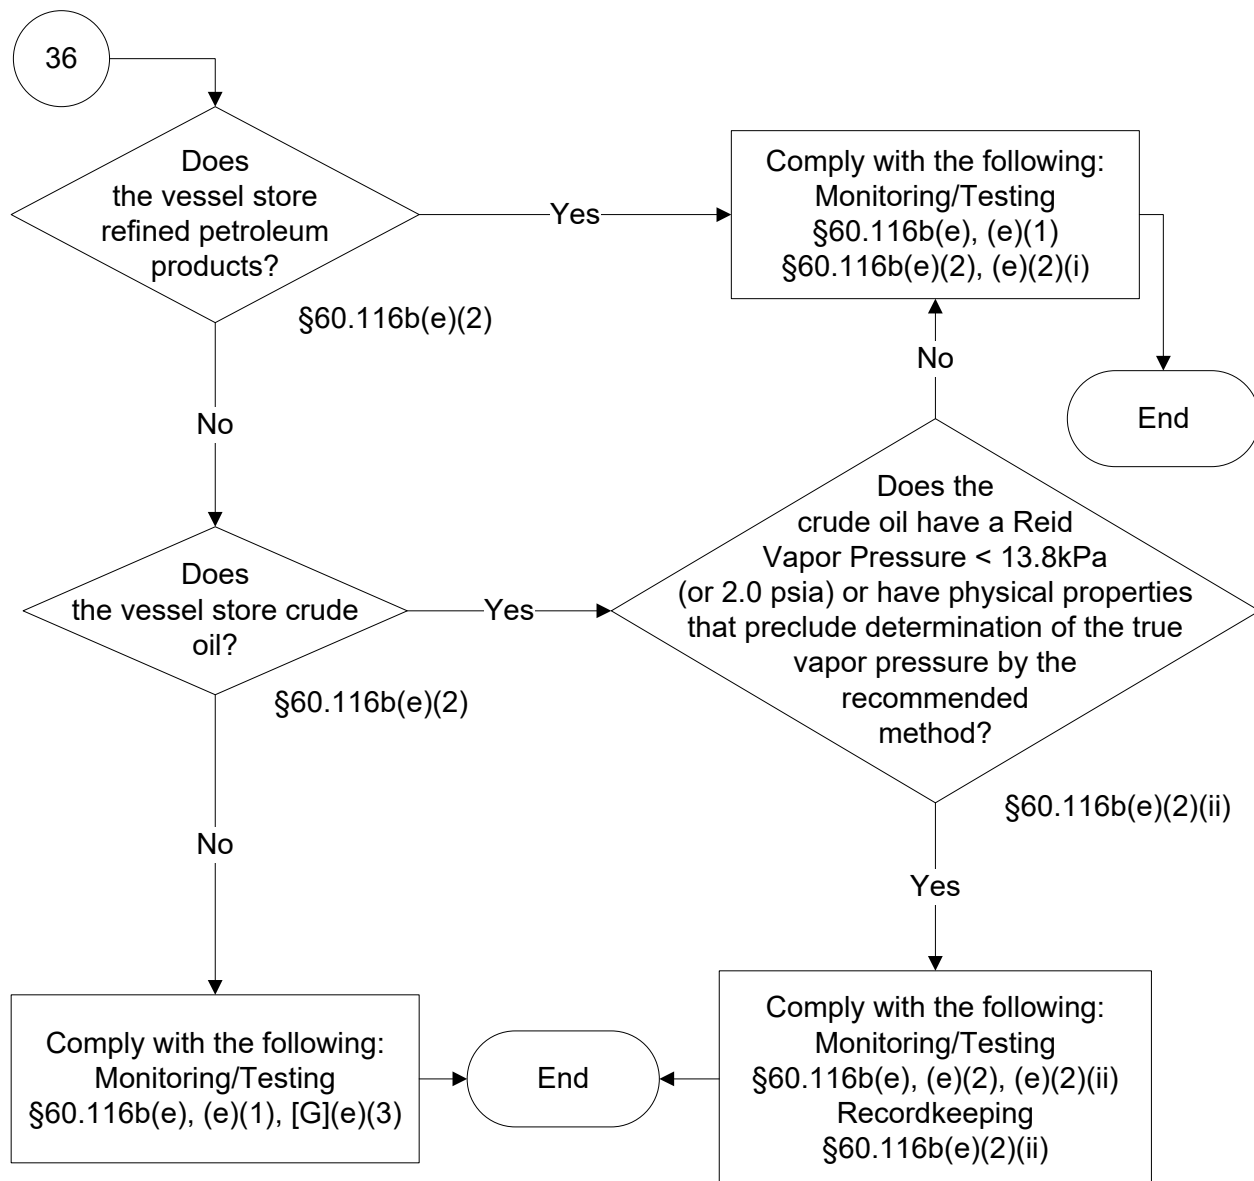 36
Does
the vessel store
refined petroleum
products?
§60.116b(e)(2)
Yes
Comply with the following:
Monitoring/Testing
§60.116b(e), (e)(1)
§60.116b(e)(2), (e)(2)(i)
End
No
No
Does
the vessel store crude
oil?
§60.116b(e)(2)
Yes
Does the
crude oil have a Reid
Vapor Pressure < 13.8kPa
(or 2.0 psia) or have physical properties
that preclude determination of the true
vapor pressure by the
recommended
method?
§60.116b(e)(2)(ii)
No
Yes
Comply with the following:
Monitoring/Testing
§60.116b(e), (e)(1), [G](e)(3)
End
Comply with the following:
Monitoring/Testing
§60.116b(e), (e)(2), (e)(2)(ii)
Recordkeeping
§60.116b(e)(2)(ii)